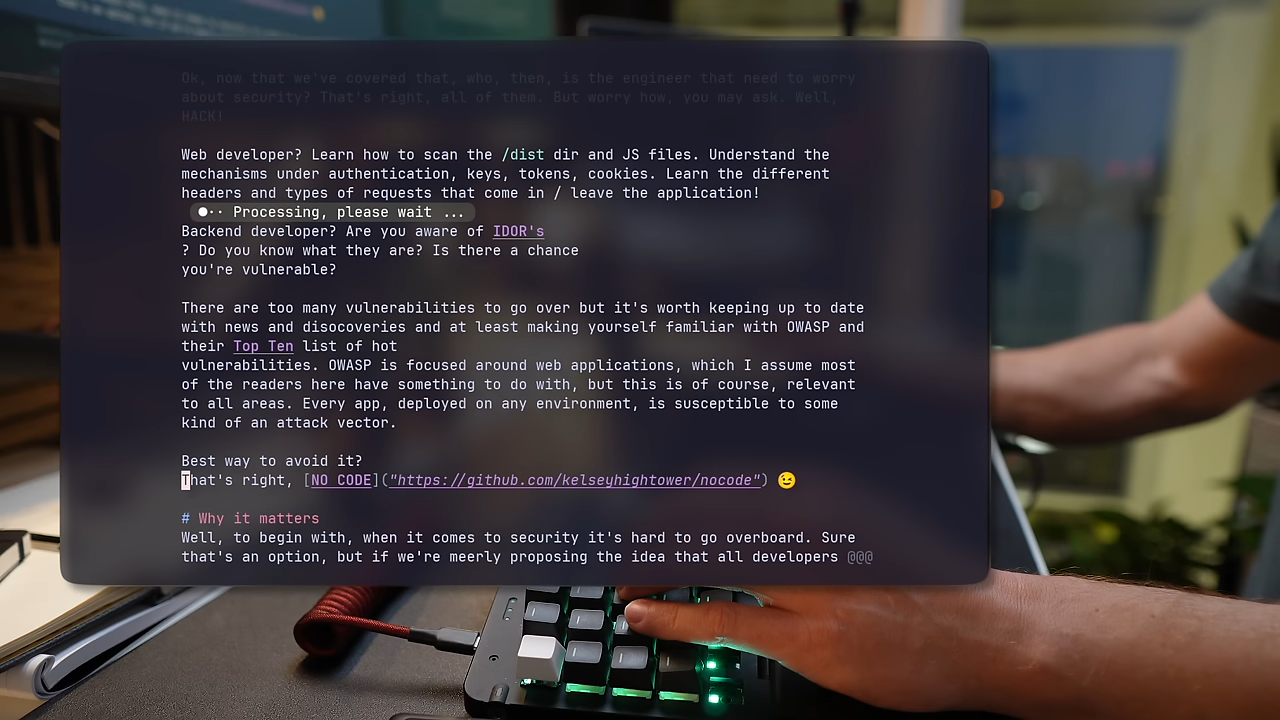 Ok, now that we've covered that, who, then, is the engineer that need to worry
about security? That's right, all of them. But worry how, you may ask. Well,
HACK!
Web developer? Learn how to scan the /dist dir and JS files. Understand the
mechanisms under authentication, keys, tokens, cookies. Learn the different
headers and types of requests that come in / leave the application!
Processing, please wait ...
Backend developer? Are you aware of IDOR's
? Do you know what they are? Is there a chance
you're vulnerable?
There are too many vulnerabilities to go over but it's worth keeping up to date
with news and disocoveries and at least making yourself familiar with OWASP and
their Top Ten list of hot
vulnerabilities. OWASP is focused around web applications, which I assume most
of the readers here have something to do with, but this is of course, relevant
to all areas. Every app, deployed on any environment, is susceptible to some
kind of an attack vector.
Best way to avoid it?
That's right, [NO CODE]("https://github.com/kelseyhightower/nocode") 😉
# Why it matters
Well, to begin with, when it comes to security it's hard to go overboard. Sure
that's an option, but if we're meerly proposing the idea that all developers @@@